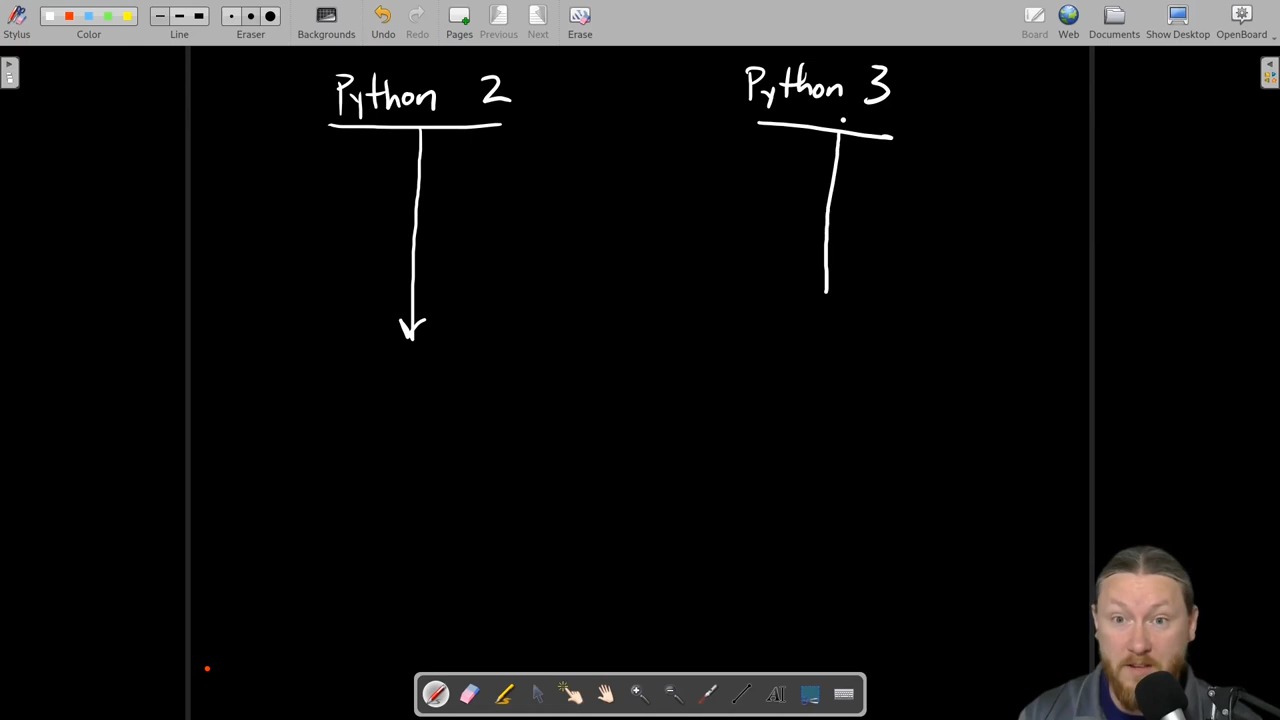 Stylus
Color
Line
Eraser
Backgrounds
Undo
Redo
Pages
Previous
Next
Erase
Board
Web
Documents
Show Desktop
OpenBoard
Python 2
Python 3
AI